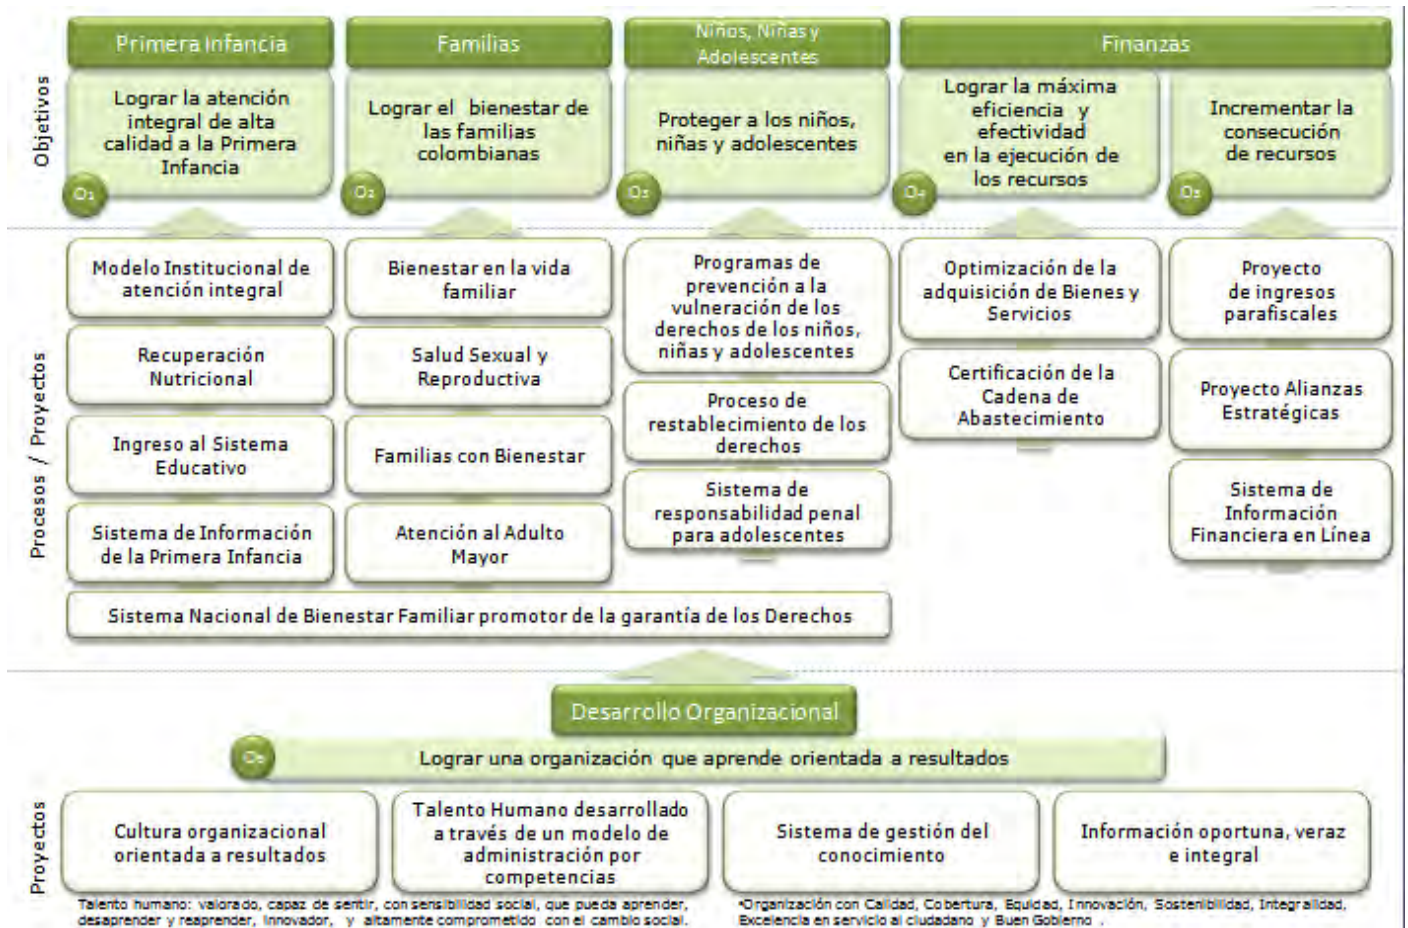 Primera Infancia
Familias
Niños, Niñas y
Adolescentes
Finanzas
Objetivos
Lograr la atención
integral de alta
calidad a la Primera
Infancia
O1
Lograr el bienestar de
las familias
colombianas
O2
Proteger a los niños,
niñas y adolescentes
O3
Lograr la máxima
eficiencia y
efectividad
en la ejecución de
los recursos
O4
Incrementar la
consecución
de recursos
O5
Procesos / Proyectos
Modelo Institucional de
atención integral
Recuperación
Nutricional
Ingreso al Sistema
Educativo
Sistema de Información
de la Primera Infancia
Bienestar en la vida
familiar
Salud Sexual y
Reproductiva
Familias con Bienestar
Atención al Adulto
Mayor
Programas de
prevención a la
vulneración de los
derechos de los niños,
niñas y adolescentes
Proceso de
restablecimiento de los
derechos
Sistema de
responsabilidad penal
para adolescentes
Optimización de la
adquisición de Bienes y
Servicios
Certificación de la
Cadena de
Abastecimiento
Proyecto
de ingresos
parafiscales
Proyecto Alianzas
Estratégicas
Sistema de
Información
Financiera en Línea
Sistema Nacional de Bienestar Familiar promotor de la garantía de los Derechos
Desarrollo Organizacional
O6
Lograr una organización que aprende orientada a resultados
Proyectos
Cultura organizacional
orientada a resultados
Talento Humano desarrollado
a través de un modelo de
administración por
competencias
Sistema de gestión del
conocimiento
Información oportuna, veraz
e integral
Talento humano: valorado, capaz de sentir, con sensibilidad social, que pueda aprender,
desaprender y reaprender, innovador, y altamente comprometido con el cambio social.
*Organización con Calidad, Cobertura, Equidad, Innovación, Sostenibilidad, Integralidad,
Excelencia en servicio al ciudadano y Buen Gobierno .